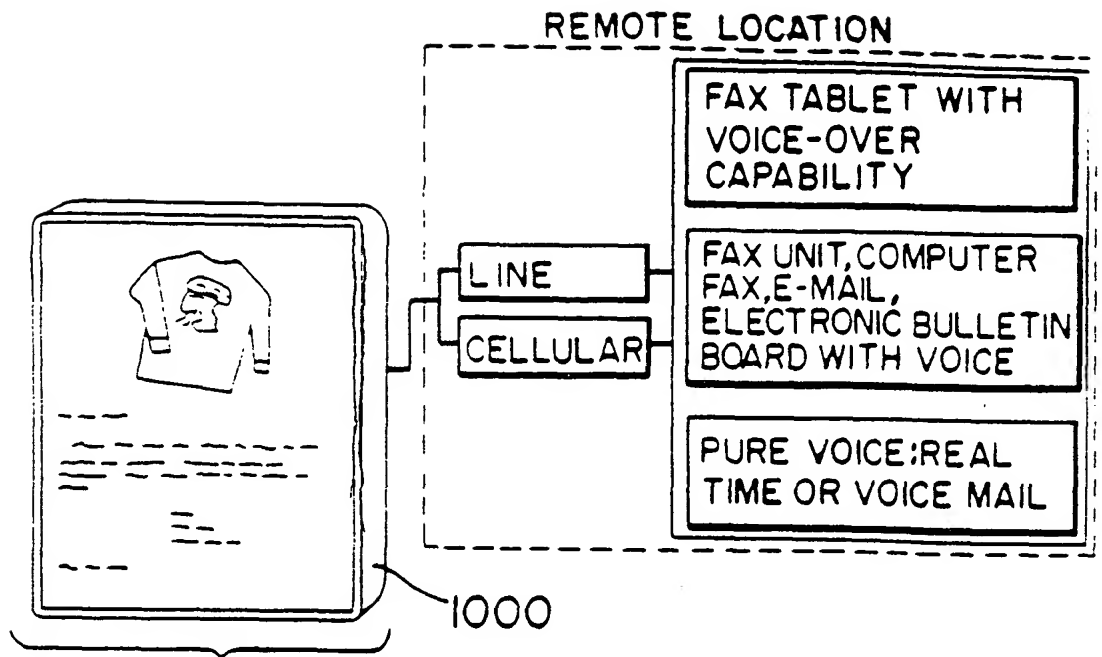 REMOTE LOCATION
FAX TABLET WITH
VOICE-OVER
CAPABILITY
LINE
CELLULAR
FAX UNIT,COMPUTER
FAX,E-MAIL,
ELECTRONIC BULLETIN
BOARD WITH VOICE
PURE VOICE:REAL
TIME OR VOICE MAIL
1000